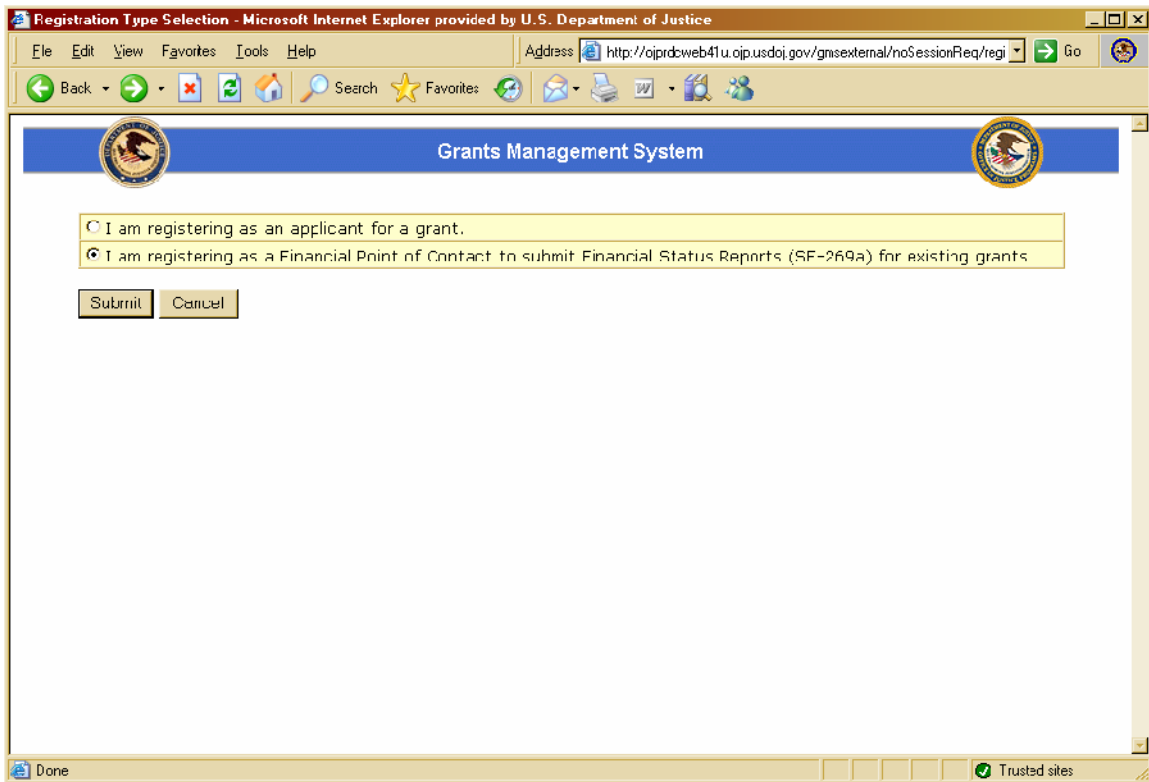 Registration Type Selection - Microsoft Internet Explorer provided by U.S. Department of Justice
File Edit View Favorites Tools Help Address http://ojprdcweb41u.ojp.usdoj.gov/gmsexternal/noSessionReq/regi Go
Back Search Favorites
Grants Management System
I am registering as an applicant for a grant.
I am registering as a Financial Point of Contact to submit Financial Status Reports (SF-269a) for existing grants
Submit Cancel
Done Trusted sites